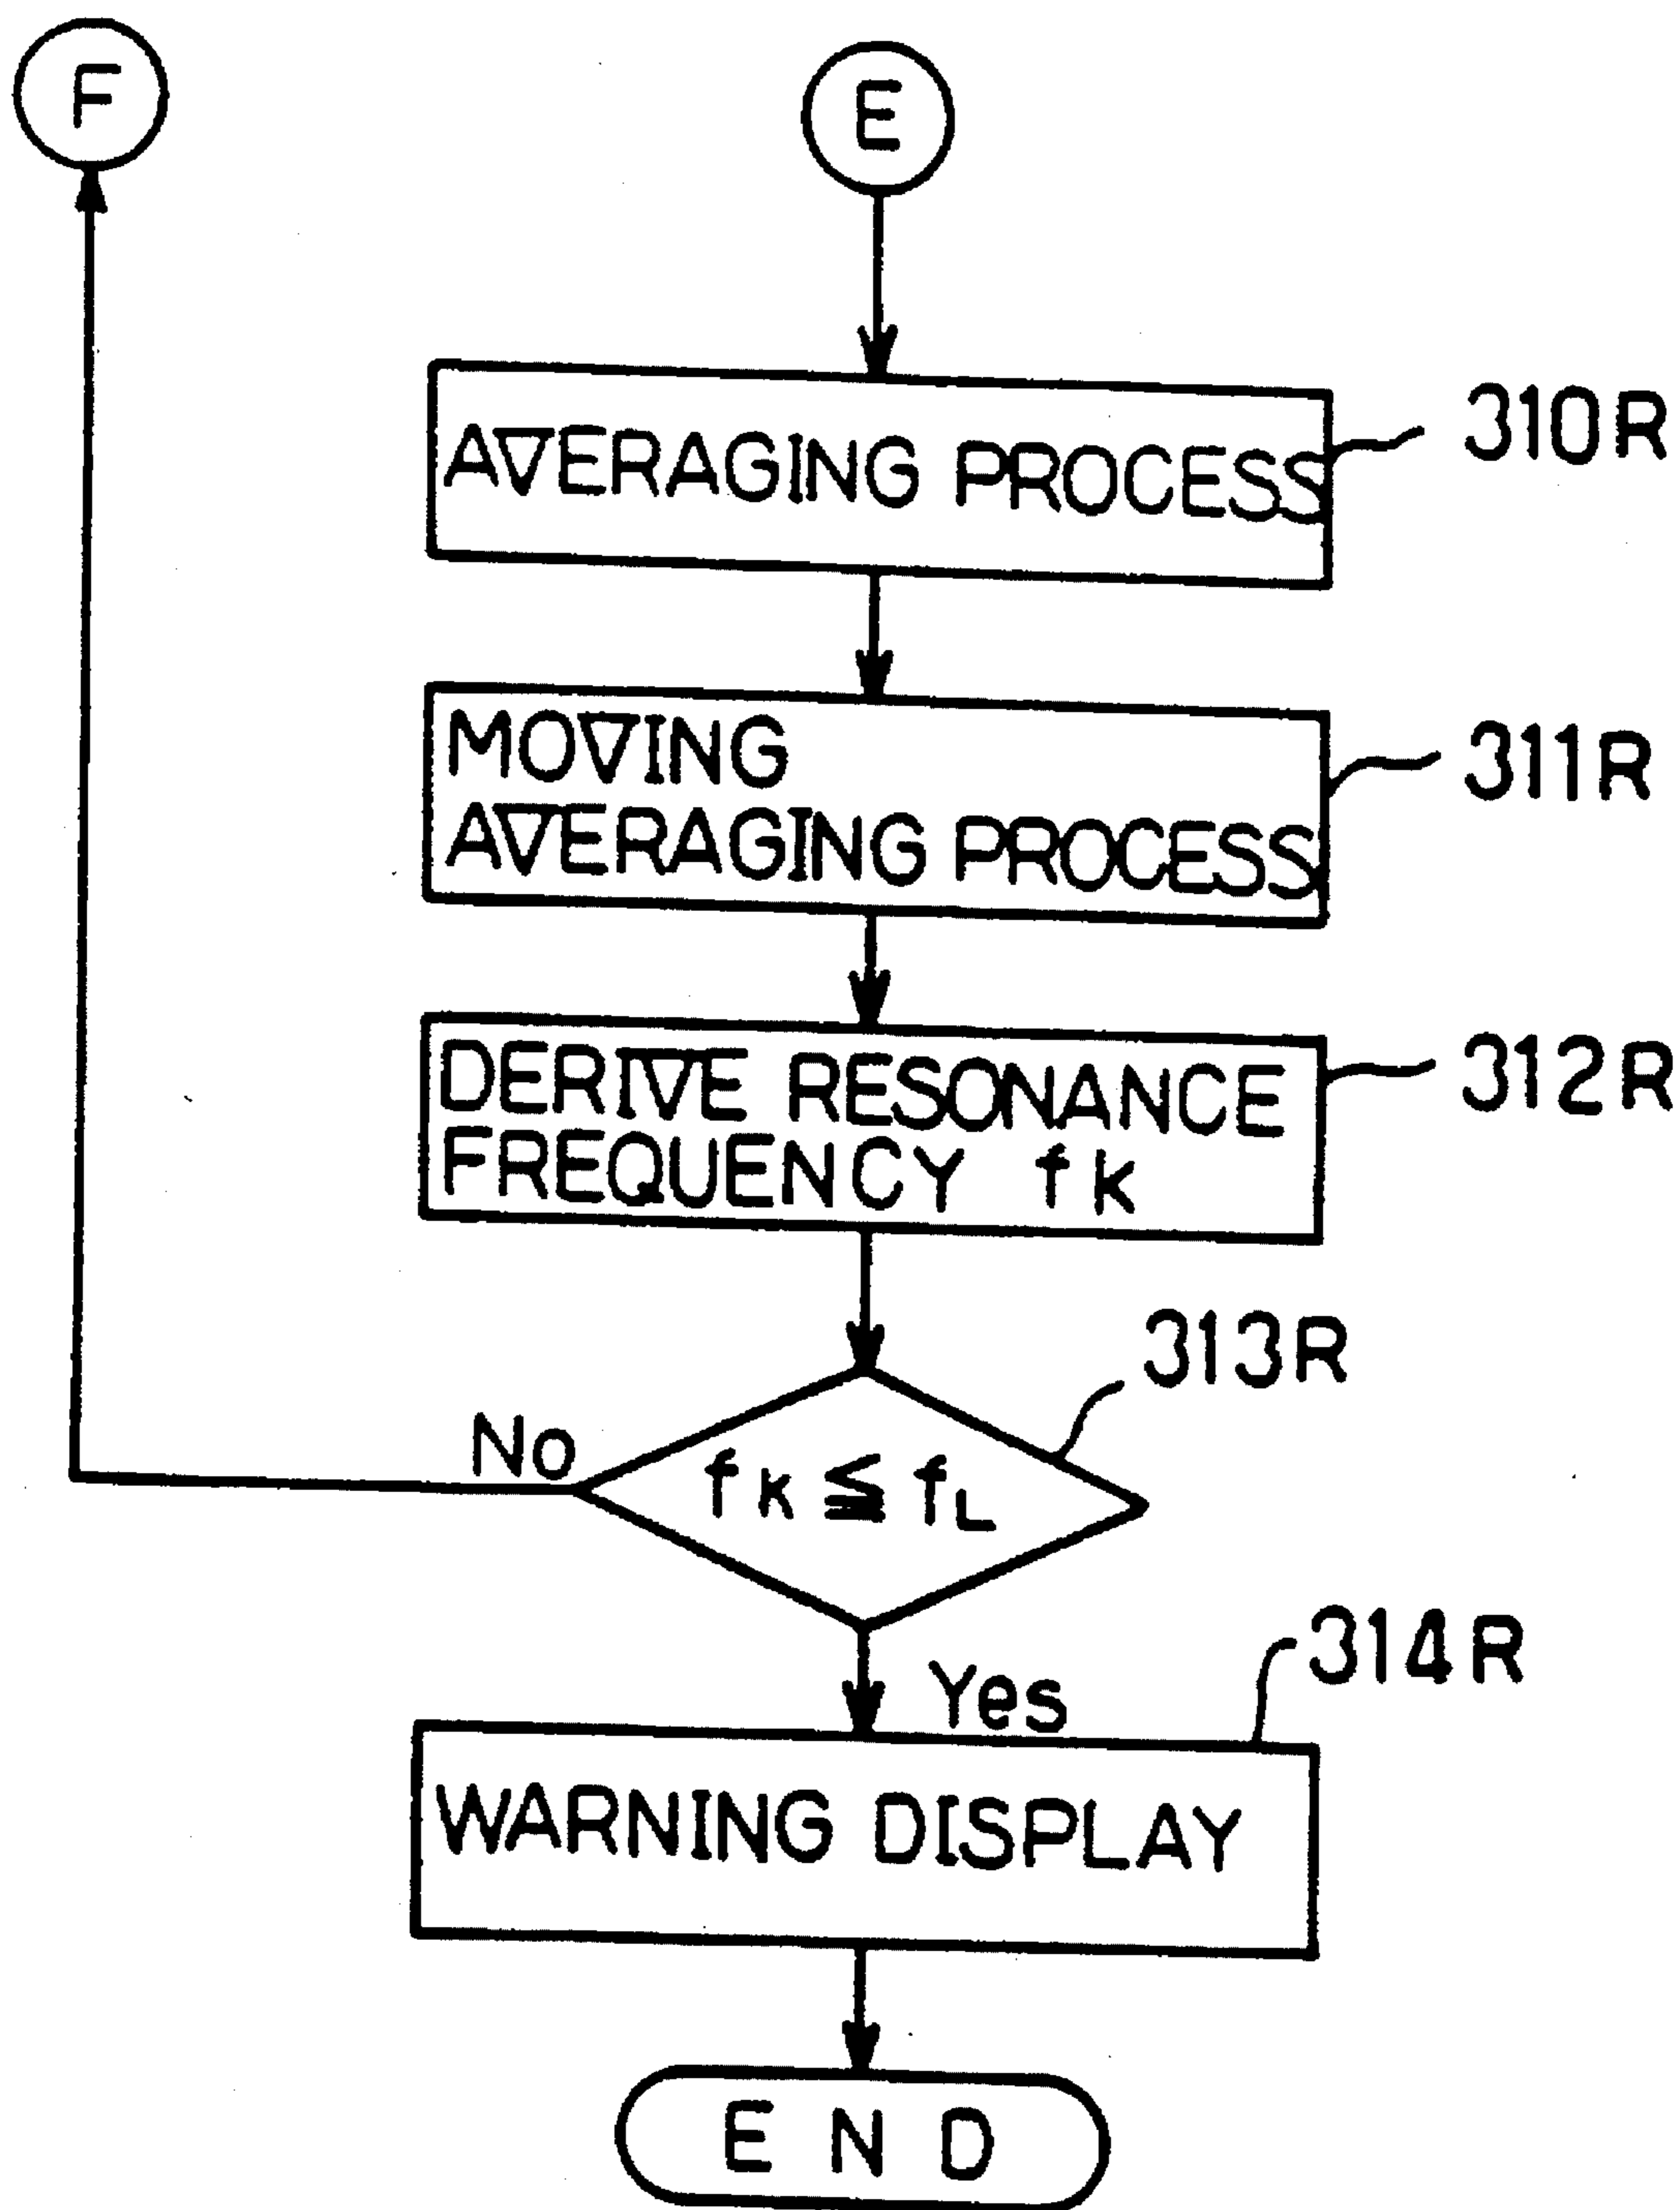 F
E
AVERAGING PROCESS
310R
MOVING
AVERAGING PROCESS
311R
DERIVE RESONANCE
FREQUENCY fk
312R
313R
No
fK ≦ fL
Yes
314R
WARNING DISPLAY
END